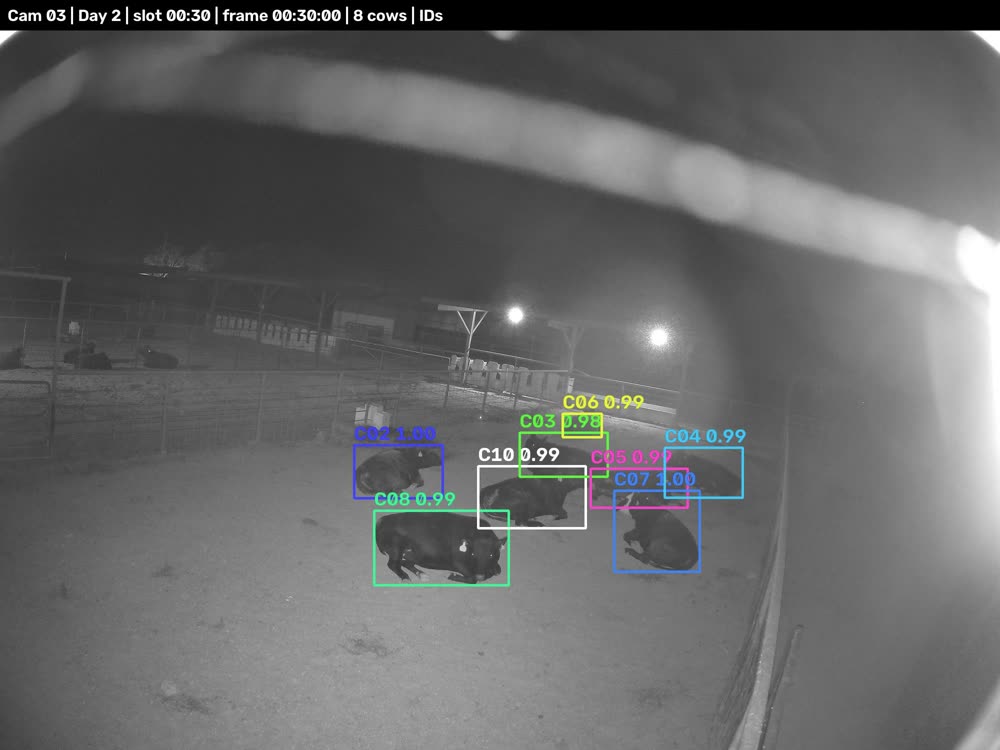 Cam 03 | Day 2 | slot 00:30 | frame 00:30:00 | 8 cows | IDs
C06 0.99
C03 0.98
C02 1.00
C04 0.99
C10 0.99
C05 0.99
C07 1.00
C08 0.99